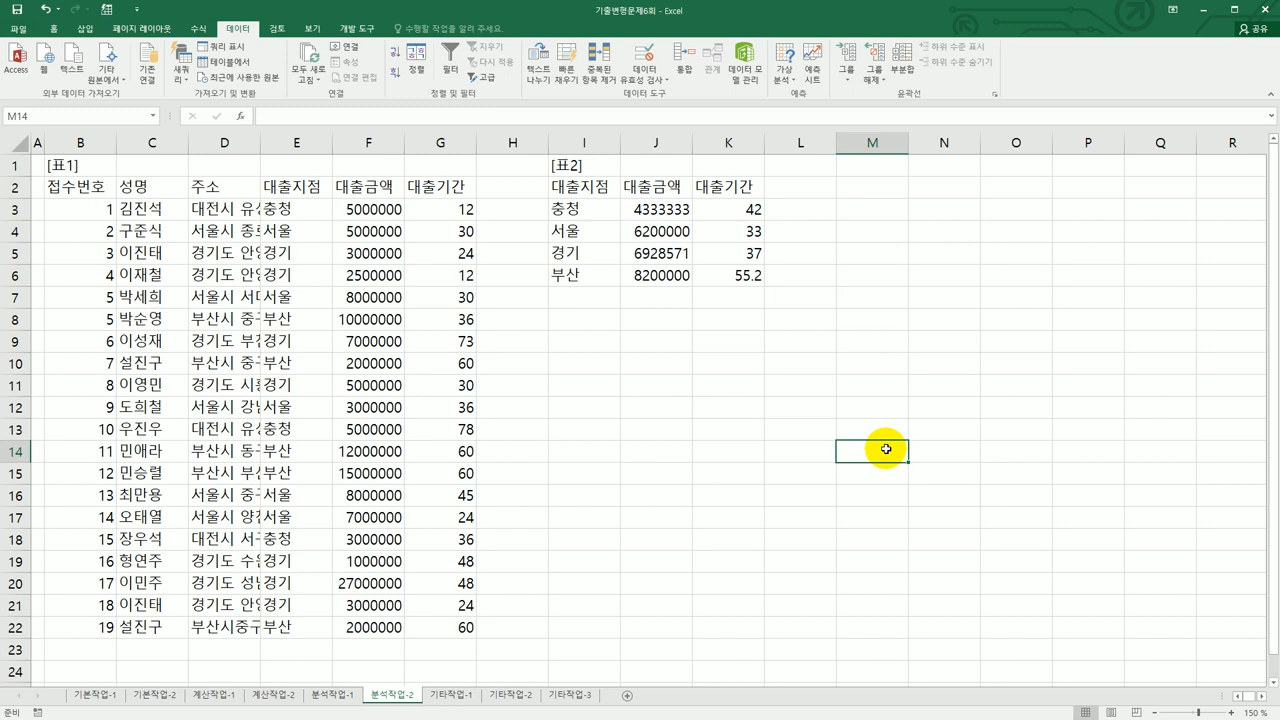 기출변형문제6회 - Excel
파일 홈 삽입 페이지 레이아웃 수식 데이터 검토 보기 개발 도구 수행할 작업을 알려 주세요. 공유
Access 웹 텍스트 기타 원본에서 기존 연결 새 쿼리 쿼리 표시 테이블에서 최근에 사용한 원본 모두 새로 고침 연결 속성 연결 편집 정렬 필터 지우기 다시 적용 고급 텍스트 나누기 빠른 채우기 중복된 항목 제거 데이터 유효성 검사 통합 관계 데이터 모델 관리 가상 분석 예측 시트 그룹 그룹 해제 부분합 하위 수준 표시 하위 수준 숨기기
외부 데이터 가져오기 가져오기 및 변환 연결 정렬 및 필터 데이터 도구 예측 윤곽선
M14 fx
A B C D E F G H I J K L M N O P Q R
1 [표1] [표2]
2 접수번호 성명 주소 대출지점 대출금액 대출기간 대출지점 대출금액 대출기간
3 1 김진석 대전시 충청 5000000 12 충청 4333333 42
4 2 구준식 서울시 서울 5000000 30 서울 6200000 33
5 3 이진태 경기도 경기 3000000 24 경기 6928571 37
6 4 이재철 경기도 경기 2500000 12 부산 8200000 55.2
7 5 박세희 서울시 서울 8000000 30
8 5 박순영 부산시 부산 10000000 36
9 6 이성재 경기도 경기 7000000 73
10 7 설진구 부산시 부산 2000000 60
11 8 이영민 경기도 경기 5000000 30
12 9 도희철 서울시 서울 3000000 36
13 10 우진우 대전시 충청 5000000 78
14 11 민애라 부산시 부산 12000000 60
15 12 민승렬 부산시 부산 15000000 60
16 13 최만용 서울시 서울 8000000 45
17 14 오태열 서울시 서울 7000000 24
18 15 장우석 대전시 충청 3000000 36
19 16 형연주 경기도 경기 1000000 48
20 17 이민주 경기도 경기 27000000 48
21 18 이진태 경기도 경기 3000000 24
22 19 설진구 부산시중구 부산 2000000 60
23
24
기본작업-1 기본작업-2 계산작업-1 계산작업-2 분석작업-1 분석작업-2 기타작업-1 기타작업-2 기타작업-3
준비 150 %